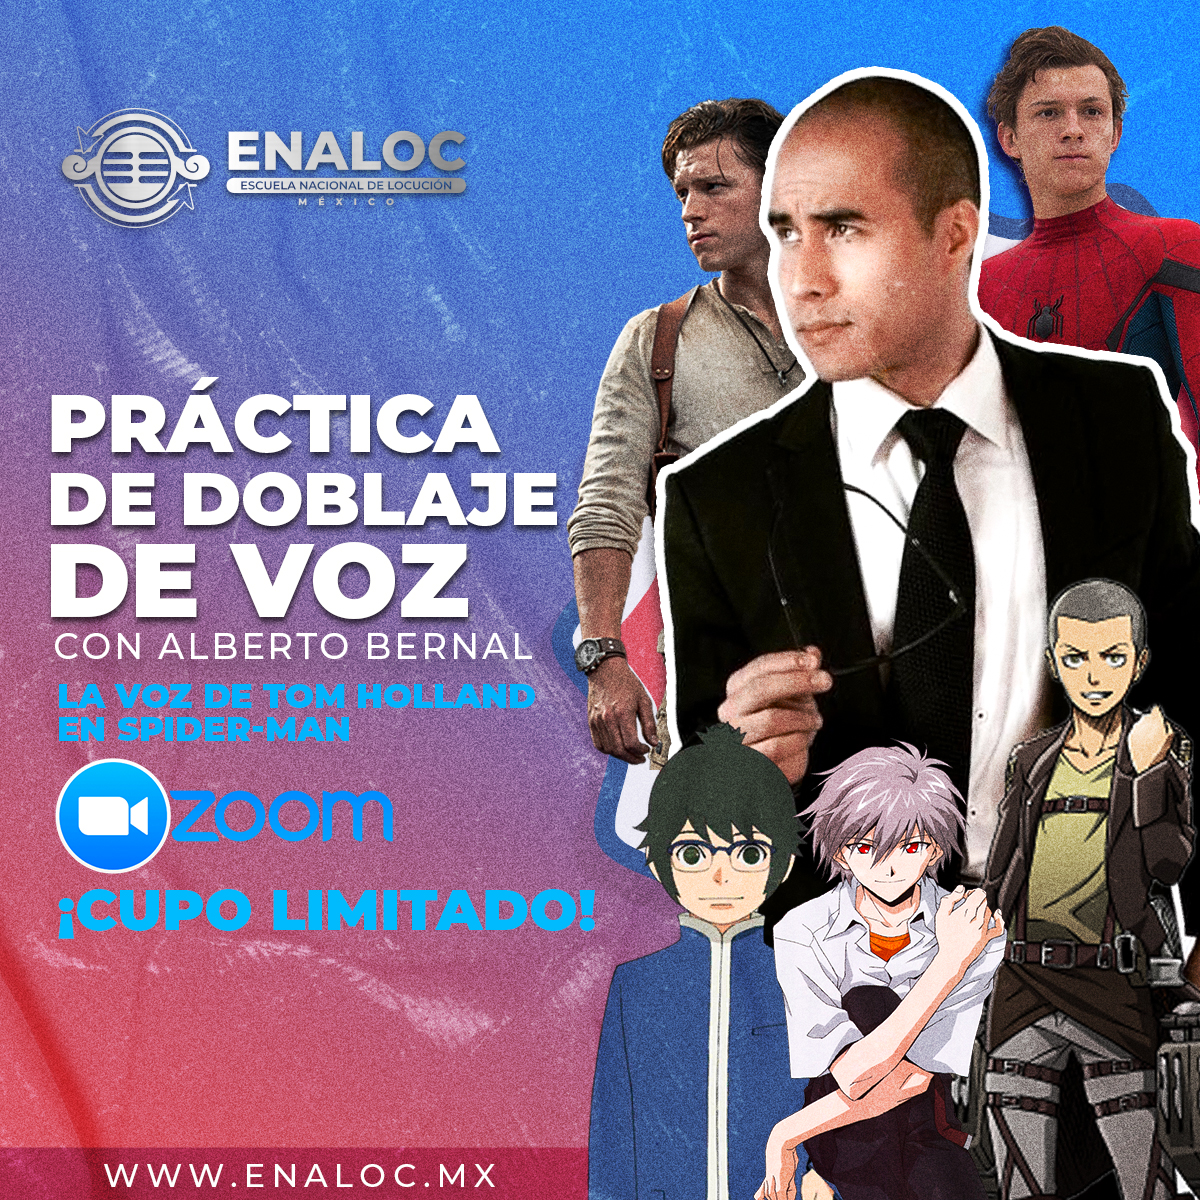 ENALOC
ESCUELA NACIONAL DE LOCUCIÓN
MÉXICO
PRÁCTICA
DE DOBLAJE
DE VOZ
CON ALBERTO BERNAL
LA VOZ DE TOM HOLLAND
EN SPIDER-MAN
zoom
¡CUPO LIMITADO!
WWW.ENALOC.MX